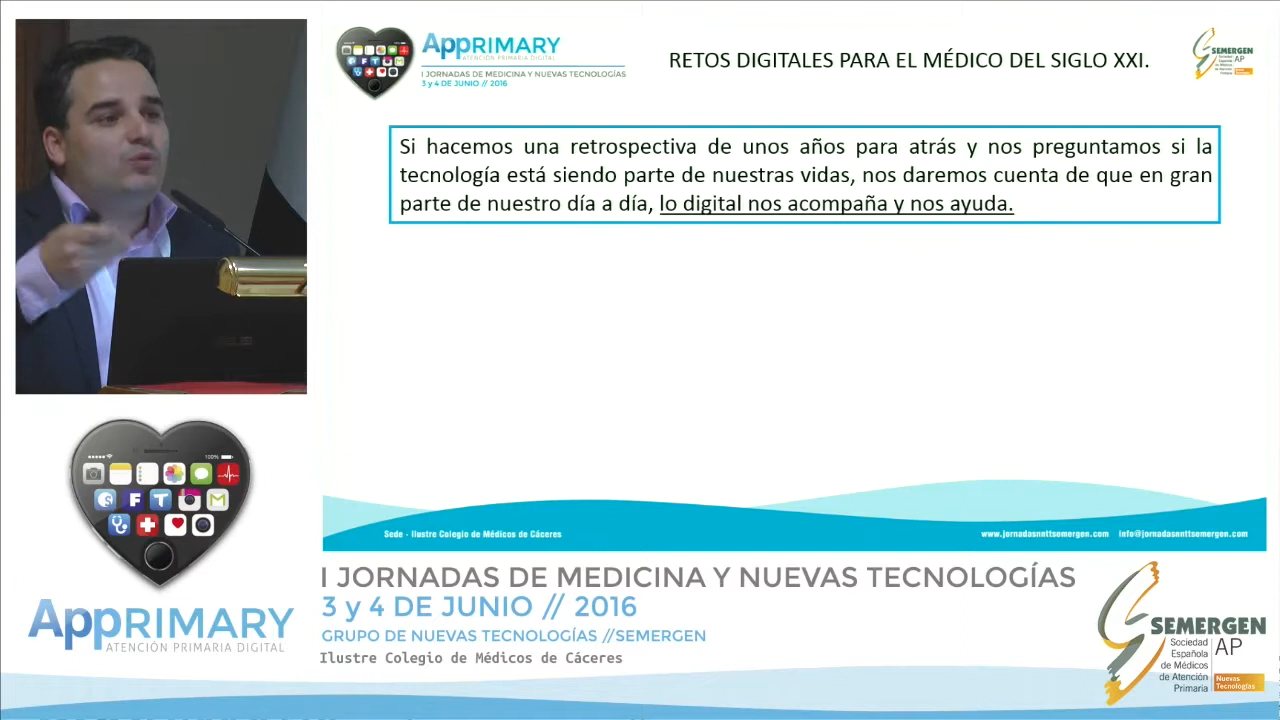 AppRIMARY
ATENCIÓN PRIMARIA DIGITAL
I JORNADAS DE MEDICINA Y NUEVAS TECNOLOGÍAS
3 y 4 DE JUNIO // 2016
RETOS DIGITALES PARA EL MÉDICO DEL SIGLO XXI.
SEMERGEN
AP
Si hacemos una retrospectiva de unos años para atrás y nos preguntamos si la
tecnología está siendo parte de nuestras vidas, nos daremos cuenta de que en gran
parte de nuestro día a día, lo digital nos acompaña y nos ayuda.
ASUS
100%
Sede - Ilustre Colegio de Médicos de Cáceres
www.jornadasnnttsemergen.com info@jornadasnnttsemergen.com
AppRIMARY
ATENCIÓN PRIMARIA DIGITAL
I JORNADAS DE MEDICINA Y NUEVAS TECNOLOGÍAS
3 y 4 DE JUNIO // 2016
GRUPO DE NUEVAS TECNOLOGÍAS //SEMERGEN
Ilustre Colegio de Médicos de Cáceres
SEMERGEN
Sociedad
Española
de Médicos
de Atención
Primaria
AP
Nuevas
Tecnologías